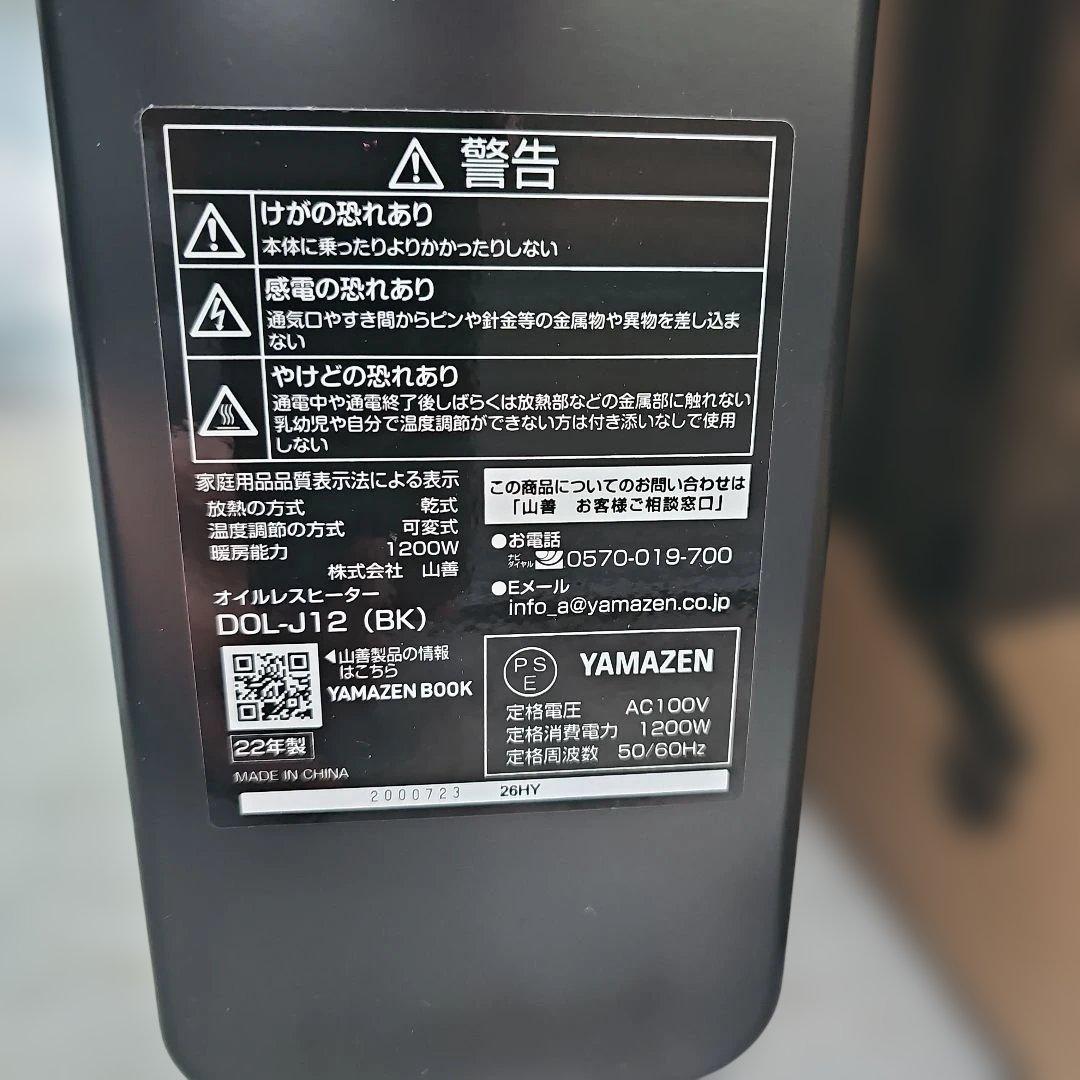 警告
けがの恐れあり
本体に乗ったりよりかかったりしない
感電の恐れあり
通気口やすき間からピンや針金等の金属物や異物を差し込ま
ない
やけどの恐れあり
通電中や通電終了後しばらくは放熱部などの金属部に触れない
乳幼児や自分で温度調節ができない方は付き添いなしで使用
しない
家庭用品品質表示法による表示
放熱の方式 乾式
温度調節の方式 可変式
暖房能力 1200W
株式会社 山善
オイルレスヒーター
DOL-J12（BK）
◀山善製品の情報
はこちら
YAMAZEN BOOK
22年製
MADE IN CHINA
この商品についてのお問い合わせは
「山善 お客様ご相談窓口」
●お電話
ナビ
ダイヤル 0570-019-700
●Eメール
info_a@yamazen.co.jp
PS
E
YAMAZEN
定格電圧 AC100V
定格消費電力 1200W
定格周波数 50/60Hz
2000723 26HY